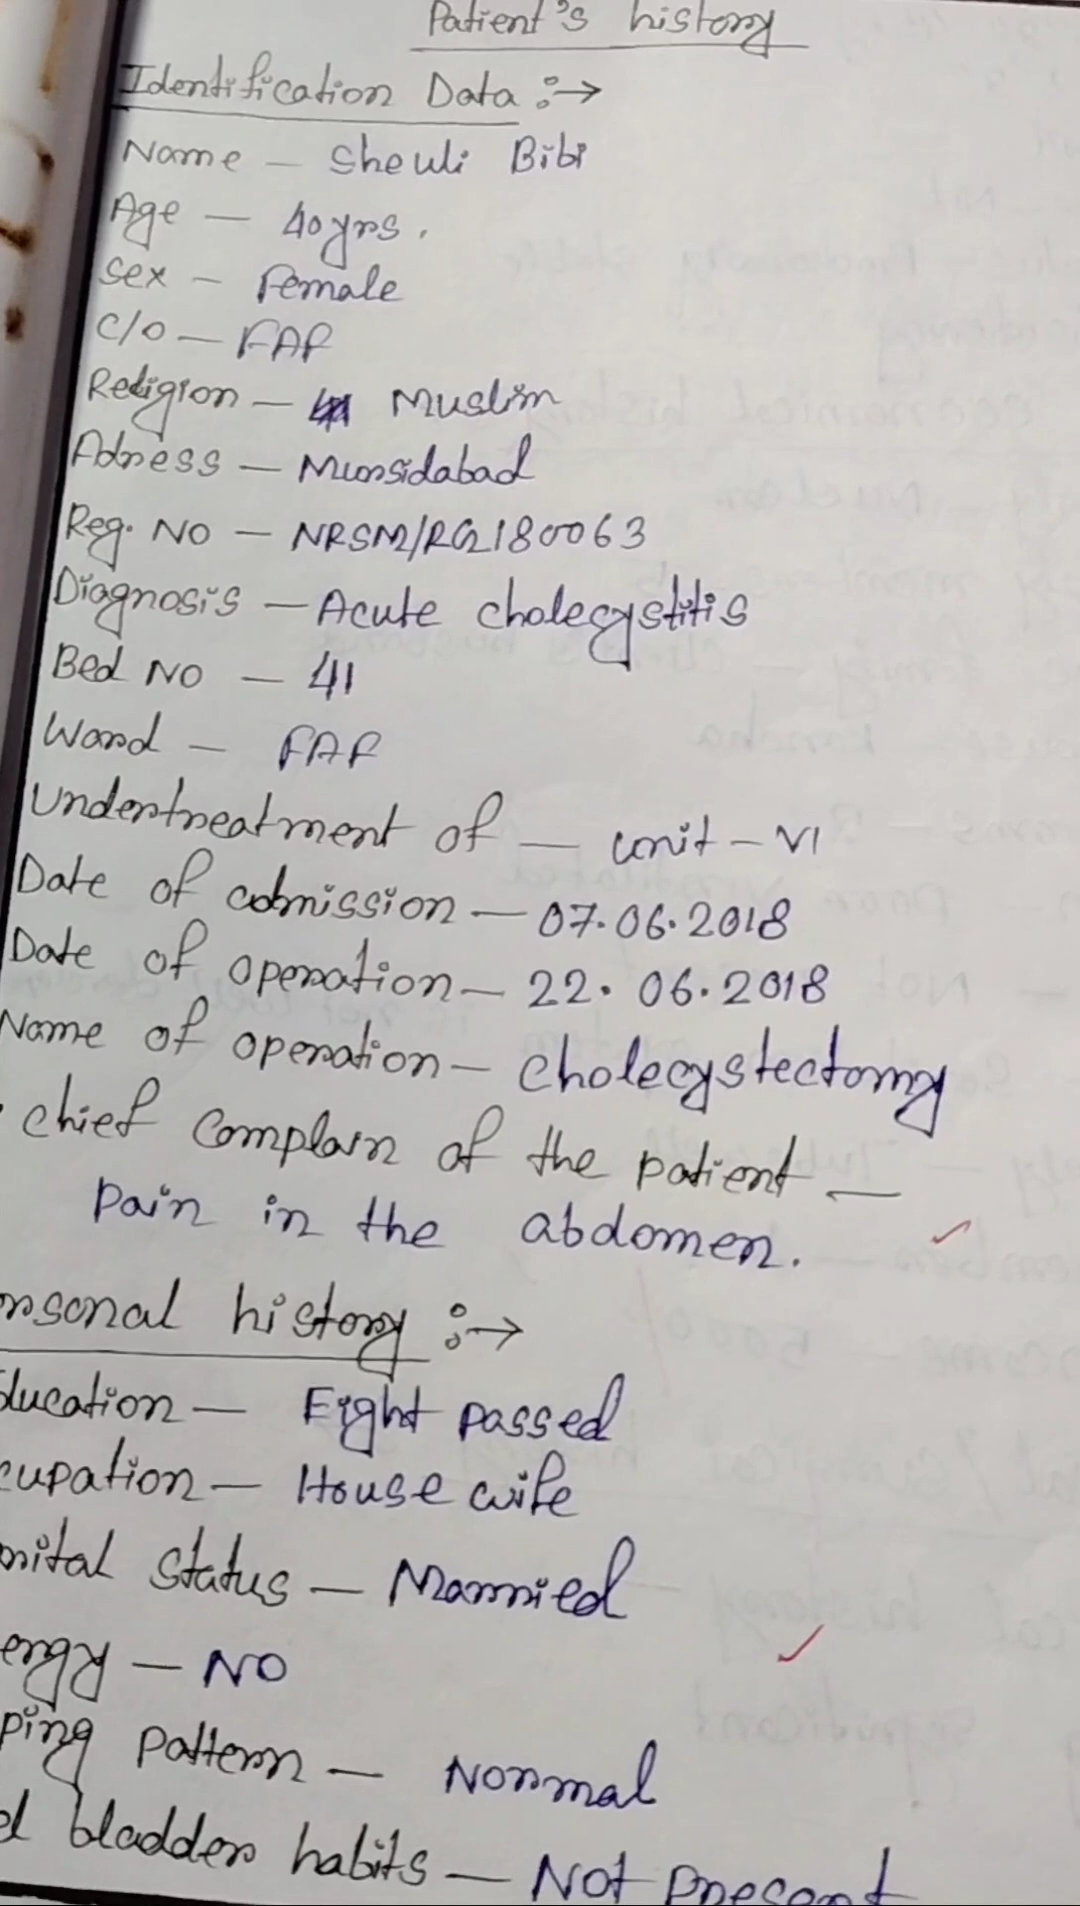 Patient's history
Identification Data :→
Name - Sheuli Bibi
Age - 40yrs.
Sex - Female
C/O - FAF
Religion - Muslim
Adress - Mursidabad
Reg. No - NRSM/RG180063
Diagnosis - Acute cholecystitis
Bed No - 41
Ward - FAF
Undertreatment of - unit - VI
Date of admission - 07.06.2018
Date of operation - 22.06.2018
Name of operation - Cholecystectomy
chief complain of the patient -
Pain in the abdomen.
ersonal history :→
ducation - Eight passed
cupation - House wife
rital status - Married
- NO
ping pattern - Normal
bladder habits - Not Present